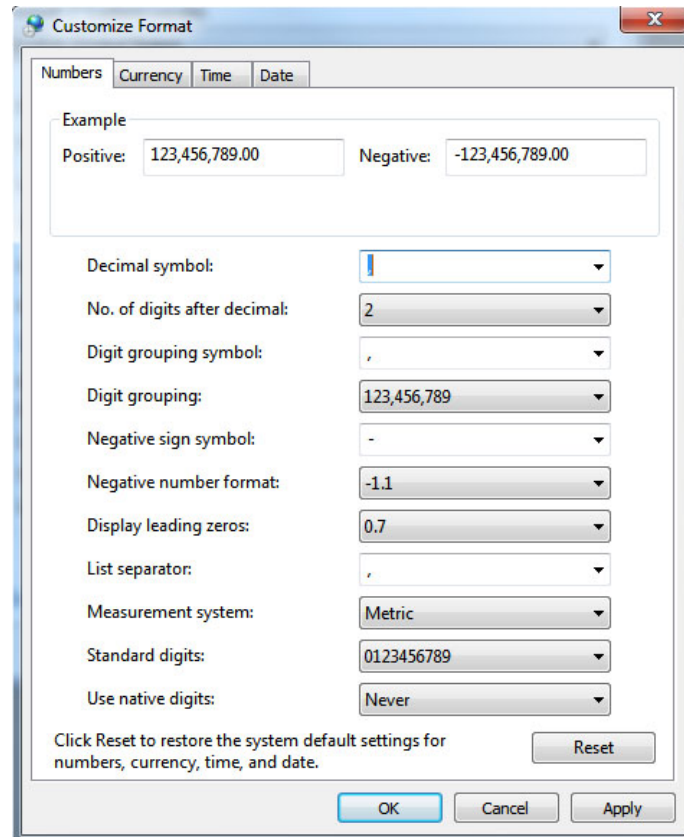 Customize Format
Numbers Currency Time Date
Example
Positive: 123,456,789.00 Negative: -123,456,789.00
Decimal symbol:
No. of digits after decimal: 2
Digit grouping symbol: ,
Digit grouping: 123,456,789
Negative sign symbol: -
Negative number format: -1.1
Display leading zeros: 0.7
List separator: ,
Measurement system: Metric
Standard digits: 0123456789
Use native digits: Never
Click Reset to restore the system default settings for
numbers, currency, time, and date.
Reset
OK Cancel Apply